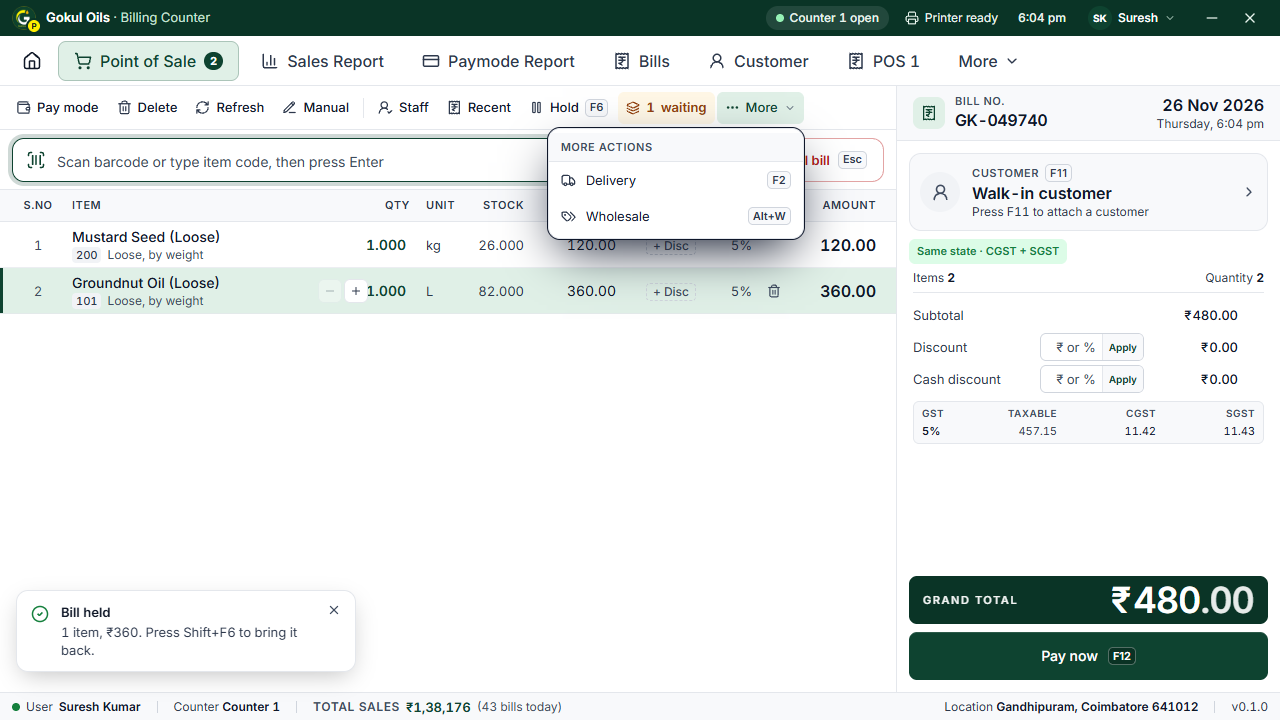 Gokul Oils · Billing Counter
Counter 1 open
Printer ready
6:04 pm
SK Suresh
Point of Sale 2
Sales Report
Paymode Report
Bills
Customer
POS 1
More
Pay mode
Delete
Refresh
Manual
Staff
Recent
Hold F6
1 waiting
More
Scan barcode or type item code, then press Enter
l bill Esc
MORE ACTIONS
Delivery F2
Wholesale Alt+W
S.NO ITEM QTY UNIT STOCK AMOUNT
1 Mustard Seed (Loose) 1.000 kg 26.000 120.00 + Disc 5% 120.00
200 Loose, by weight
2 Groundnut Oil (Loose) − + 1.000 L 82.000 360.00 + Disc 5% 360.00
101 Loose, by weight
BILL NO.
GK-049740
26 Nov 2026
Thursday, 6:04 pm
CUSTOMER F11
Walk-in customer
Press F11 to attach a customer
Same state · CGST + SGST
Items 2 Quantity 2
Subtotal ₹480.00
Discount ₹ or % Apply ₹0.00
Cash discount ₹ or % Apply ₹0.00
GST TAXABLE CGST SGST
5% 457.15 11.42 11.43
GRAND TOTAL ₹480.00
Pay now F12
Bill held
1 item, ₹360. Press Shift+F6 to bring it
back.
User Suresh Kumar
Counter Counter 1
TOTAL SALES ₹1,38,176 (43 bills today)
Location Gandhipuram, Coimbatore 641012
v0.1.0